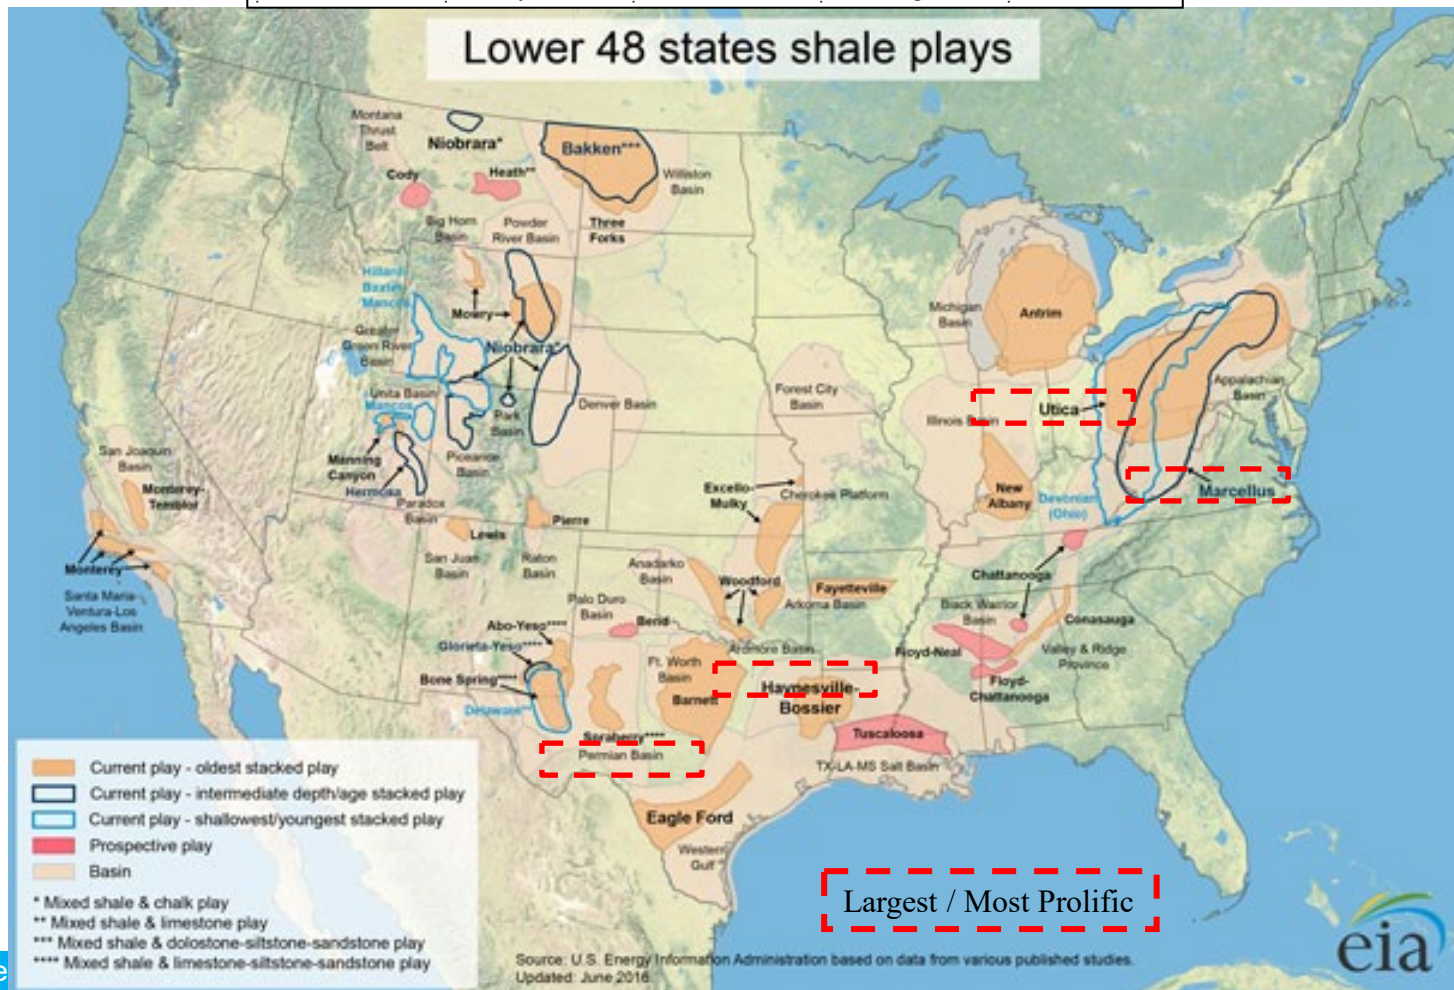 Lower 48 states shale plays
Montana
Thrust
Belt
Niobrara*
Bakken***
Cody
Heath**
Williston
Basin
Big Horn
Basin
Powder
River Basin
Three
Forks
Hilliard-
Baxter-
Mancos
Mowry
Greater
Green River
Basin
Niobrara*
Michigan
Basin
Antrim
Uinta Basin
Mancos
Park
Basin
Denver Basin
Forest City
Basin
Illinois Basin
Utica
Appalachian
Basin
San Joaquin
Basin
Monterey-
Temblor
Manning
Canyon
Hermosa
Piceance
Basin
Paradox
Basin
Excello-
Mulky
Cherokee Platform
New
Albany
Devonian
(Ohio)
Marcellus
Lewis
Pierre
Monterey
San Juan
Basin
Raton
Basin
Anadarko
Basin
Woodford
Fayetteville
Arkoma Basin
Chattanooga
Santa Maria-
Ventura-Los
Angeles Basin
Palo Duro
Basin
Bend
Black Warrior
Basin
Conasauga
Abo-Yeso****
Glorieta-Yeso****
Ardmore Basin
Floyd-Neal
Valley & Ridge
Province
Bone Spring****
Ft. Worth
Basin
Barnett
Haynesville-
Bossier
Floyd-
Chattanooga
Delaware**
Spraberry****
Permian Basin
Tuscaloosa
TX-LA-MS Salt Basin
Eagle Ford
Western
Gulf
Current play - oldest stacked play
Current play - intermediate depth/age stacked play
Current play - shallowest/youngest stacked play
Prospective play
Basin
* Mixed shale & chalk play
** Mixed shale & limestone play
*** Mixed shale & dolostone-siltstone-sandstone play
**** Mixed shale & limestone-siltstone-sandstone play
Largest / Most Prolific
Source: U.S. Energy Information Administration based on data from various published studies.
Updated: June 2016
eia